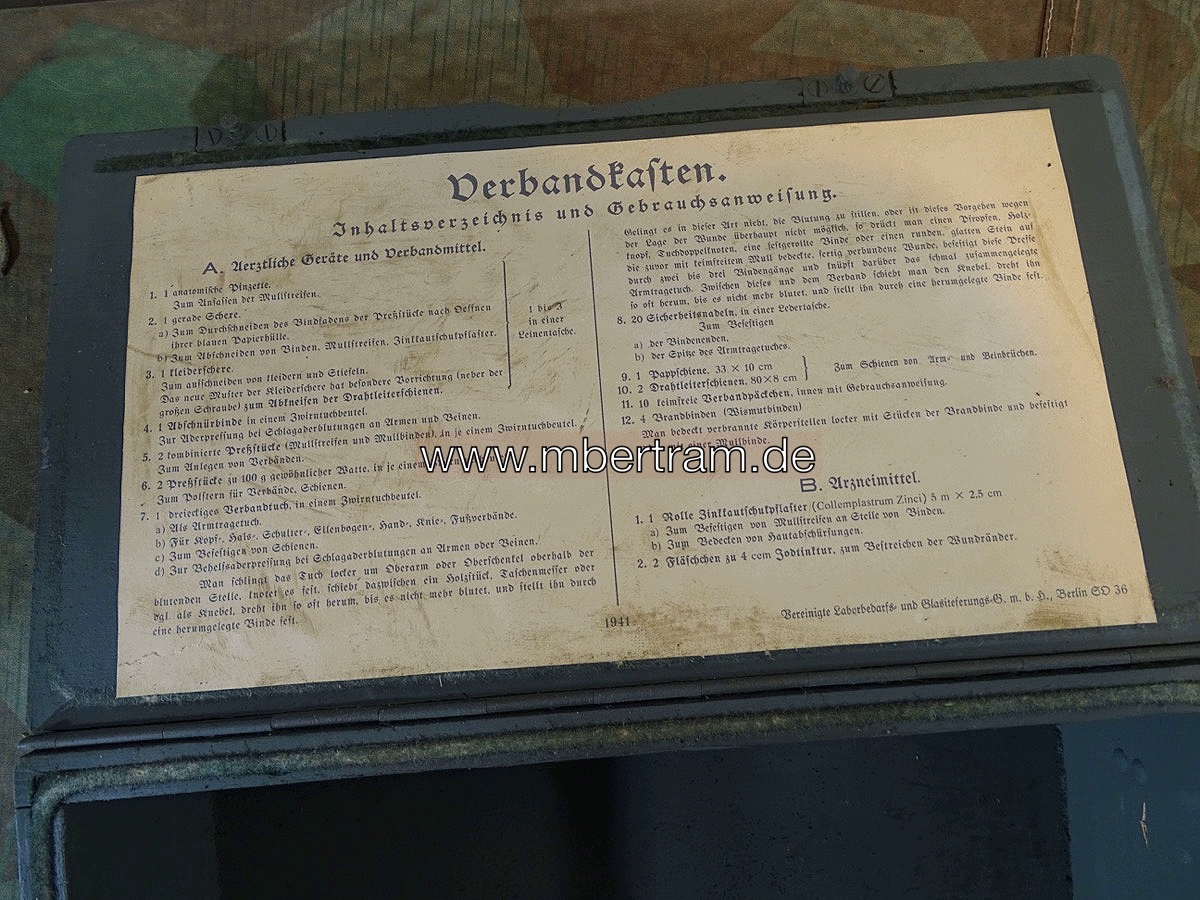 Verbandkasten.
Inhaltsverzeichnis und Gebrauchsanweisung.
A. Aerztliche Geräte und Verbandmittel.
1. 1 anatomische Pinzette.
Zum Anfassen der Mullstreifen.
2. 1 gerade Schere.
a) Zum Durchschneiden des Bindfadens der Preßstücke nach Oeffnen
ihrer blauen Papierhülle.
b) Zum Abschneiden von Binden, Mullstreifen, Zinkkautschukpflaster.
3. 1 Kleiderschere.
Zum aufschneiden von Kleidern und Stiefeln.
Das neue Muster der Kleiderschere hat besondere Vorrichtung (neber der
großen Schraube) zum Abkneifen der Drahtleiterschienen.
1 bis 3
in einer
Leinentasche.
4. 1 Abschnürbinde in einem Zwirntuchbeutel.
Zur Aderpressung bei Schlagaderblutungen an Armen und Beinen.
5. 2 kombinierte Preßstücke (Mullstreifen und Mullbinden), in je einem Zwirntuchbeutel.
Zum Anlegen von Verbänden.
6. 2 Preßstücke zu 100 g gewöhnlicher Watte, in je einem
Zum Polstern für Verbände, Schienen.
7. 1 dreieckiges Verbandtuch, in einem Zwirntuchbeutel.
a) Als Armtragetuch.
b) Für Kopf-, Hals-, Schulter-, Ellenbogen-, Hand-, Knie-, Fußverbände.
c) Zum Befestigen von Schienen.
d) Zur Behelfsaderpressung bei Schlagaderblutungen an Armen oder Beinen.
Man schlingt das Tuch locker um Oberarm oder Oberschenkel oberhalb der
blutenden Stelle, knotet es fest, schiebt dazwischen ein Holzstück, Taschenmesser oder
dgl. als Knebel, dreht ihn so oft herum, bis es nicht mehr blutet, und stellt ihn durch
eine herumgelegte Binde fest.
Gelingt es in dieser Art nicht, die Blutung zu stillen, oder ist dieses Vorgehen wegen
der Lage der Wunde überhaupt nicht möglich, so drückt man einen Pfropfen, Holz-
knopf, Tuchdoppelknoten, eine festgerollte Binde oder einen runden, glatten Stein auf
die zuvor mit keimfreiem Mull bedeckte, fertig verbundene Wunde, befestigt diese Presse
durch zwei bis drei Bindengänge und knüpft darüber das schmal zusammengelegte
Armtragetuch. Zwischen dieses und dem Verband schiebt man den Knebel, dreht ihn
so oft herum, bis es nicht mehr blutet, und stellt ihn durch eine herumgelegte Binde fest.
8. 20 Sicherheitsnadeln, in einer Ledertasche.
Zum Befestigen
a) der Bindenenden.
b) der Spitze des Armtragetuches.
9. 1 Pappschiene, 33 × 10 cm
10. 2 Drahtleiterschienen, 80×8 cm
Zum Schienen von Arm- und Beinbrüchen.
11. 10 keimfreie Verbandpäckchen, innen mit Gebrauchsanweisung.
12. 4 Brandbinden (Wismutbinden)
Man bedeckt verbrannte Körperstellen locker mit Stücken der Brandbinde und befestigt
mit einer Mullbinde.
www.mbertram.de
B. Arzneimittel.
1. 1 Rolle Zinkkautschukpflaster (Collemplastrum Zinci) 5 m × 2,5 cm
a) Zum Befestigen von Mullstreifen an Stelle von Binden.
b) Zum Bedecken von Hautabschürfungen.
2. 2 Fläschchen zu 4 ccm Jodtinktur, zum Bestreichen der Wundränder.
1941
Vereinigte Laborbedarfs- und Glaslieferungs-G. m. b. H., Berlin SO 36